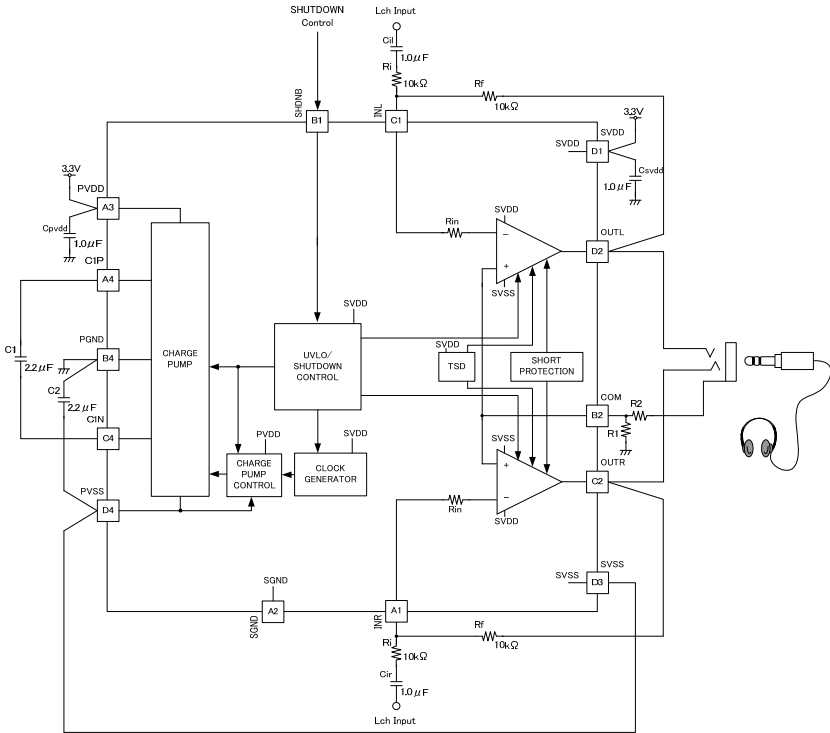 SHUTDOWN
Control
Lch Input
Cil
1.0μF
Ri
10kΩ
Rf
10kΩ
SHDNB
B1
INL
C1
3.3V
SVDD
SVDD
D1
Csvdd
1.0μF
3.3V
PVDD
A3
Cpvdd
1.0μF
C1P
A4
Rin
SVDD
−
+
SVSS
OUTL
D2
PGND
B4
C1
2.2μF
C2
2.2μF
C1N
C4
CHARGE
PUMP
SVDD
UVLO/
SHUTDOWN
CONTROL
SVDD
TSD
SHORT
PROTECTION
COM
B2
R2
R1
PVDD
SVDD
CHARGE
PUMP
CONTROL
CLOCK
GENERATOR
SVSS
+
−
SVDD
OUTR
C2
PVSS
D4
Rin
SVSS
SVSS
D3
SGND
A2
SGND
INR
A1
Ri
10kΩ
Rf
10kΩ
Cir
1.0μF
Lch Input